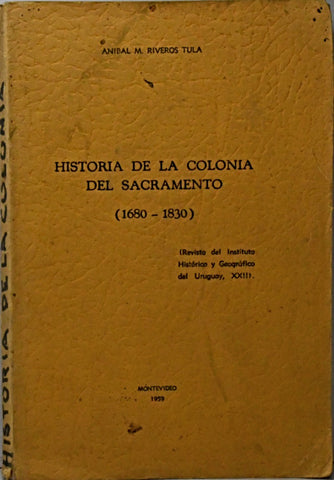 ANIBAL M. RIVEROS TULA
HISTORIA DE LA COLONIA
DEL SACRAMENTO
(1680 - 1830)
(Revista del Instituto
Histórico y Geográfico
del Uruguay, XXII).
MONTEVIDEO
1959
HISTORIA DE LA COLONIA